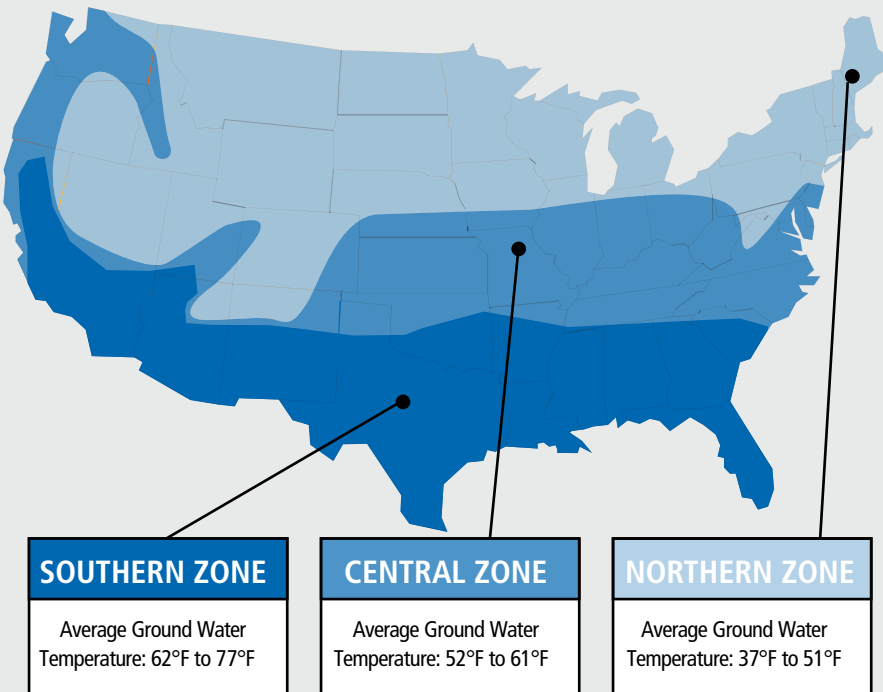 SOUTHERN ZONE
Average Ground Water
Temperature: 62°F to 77°F
CENTRAL ZONE
Average Ground Water
Temperature: 52°F to 61°F
NORTHERN ZONE
Average Ground Water
Temperature: 37°F to 51°F